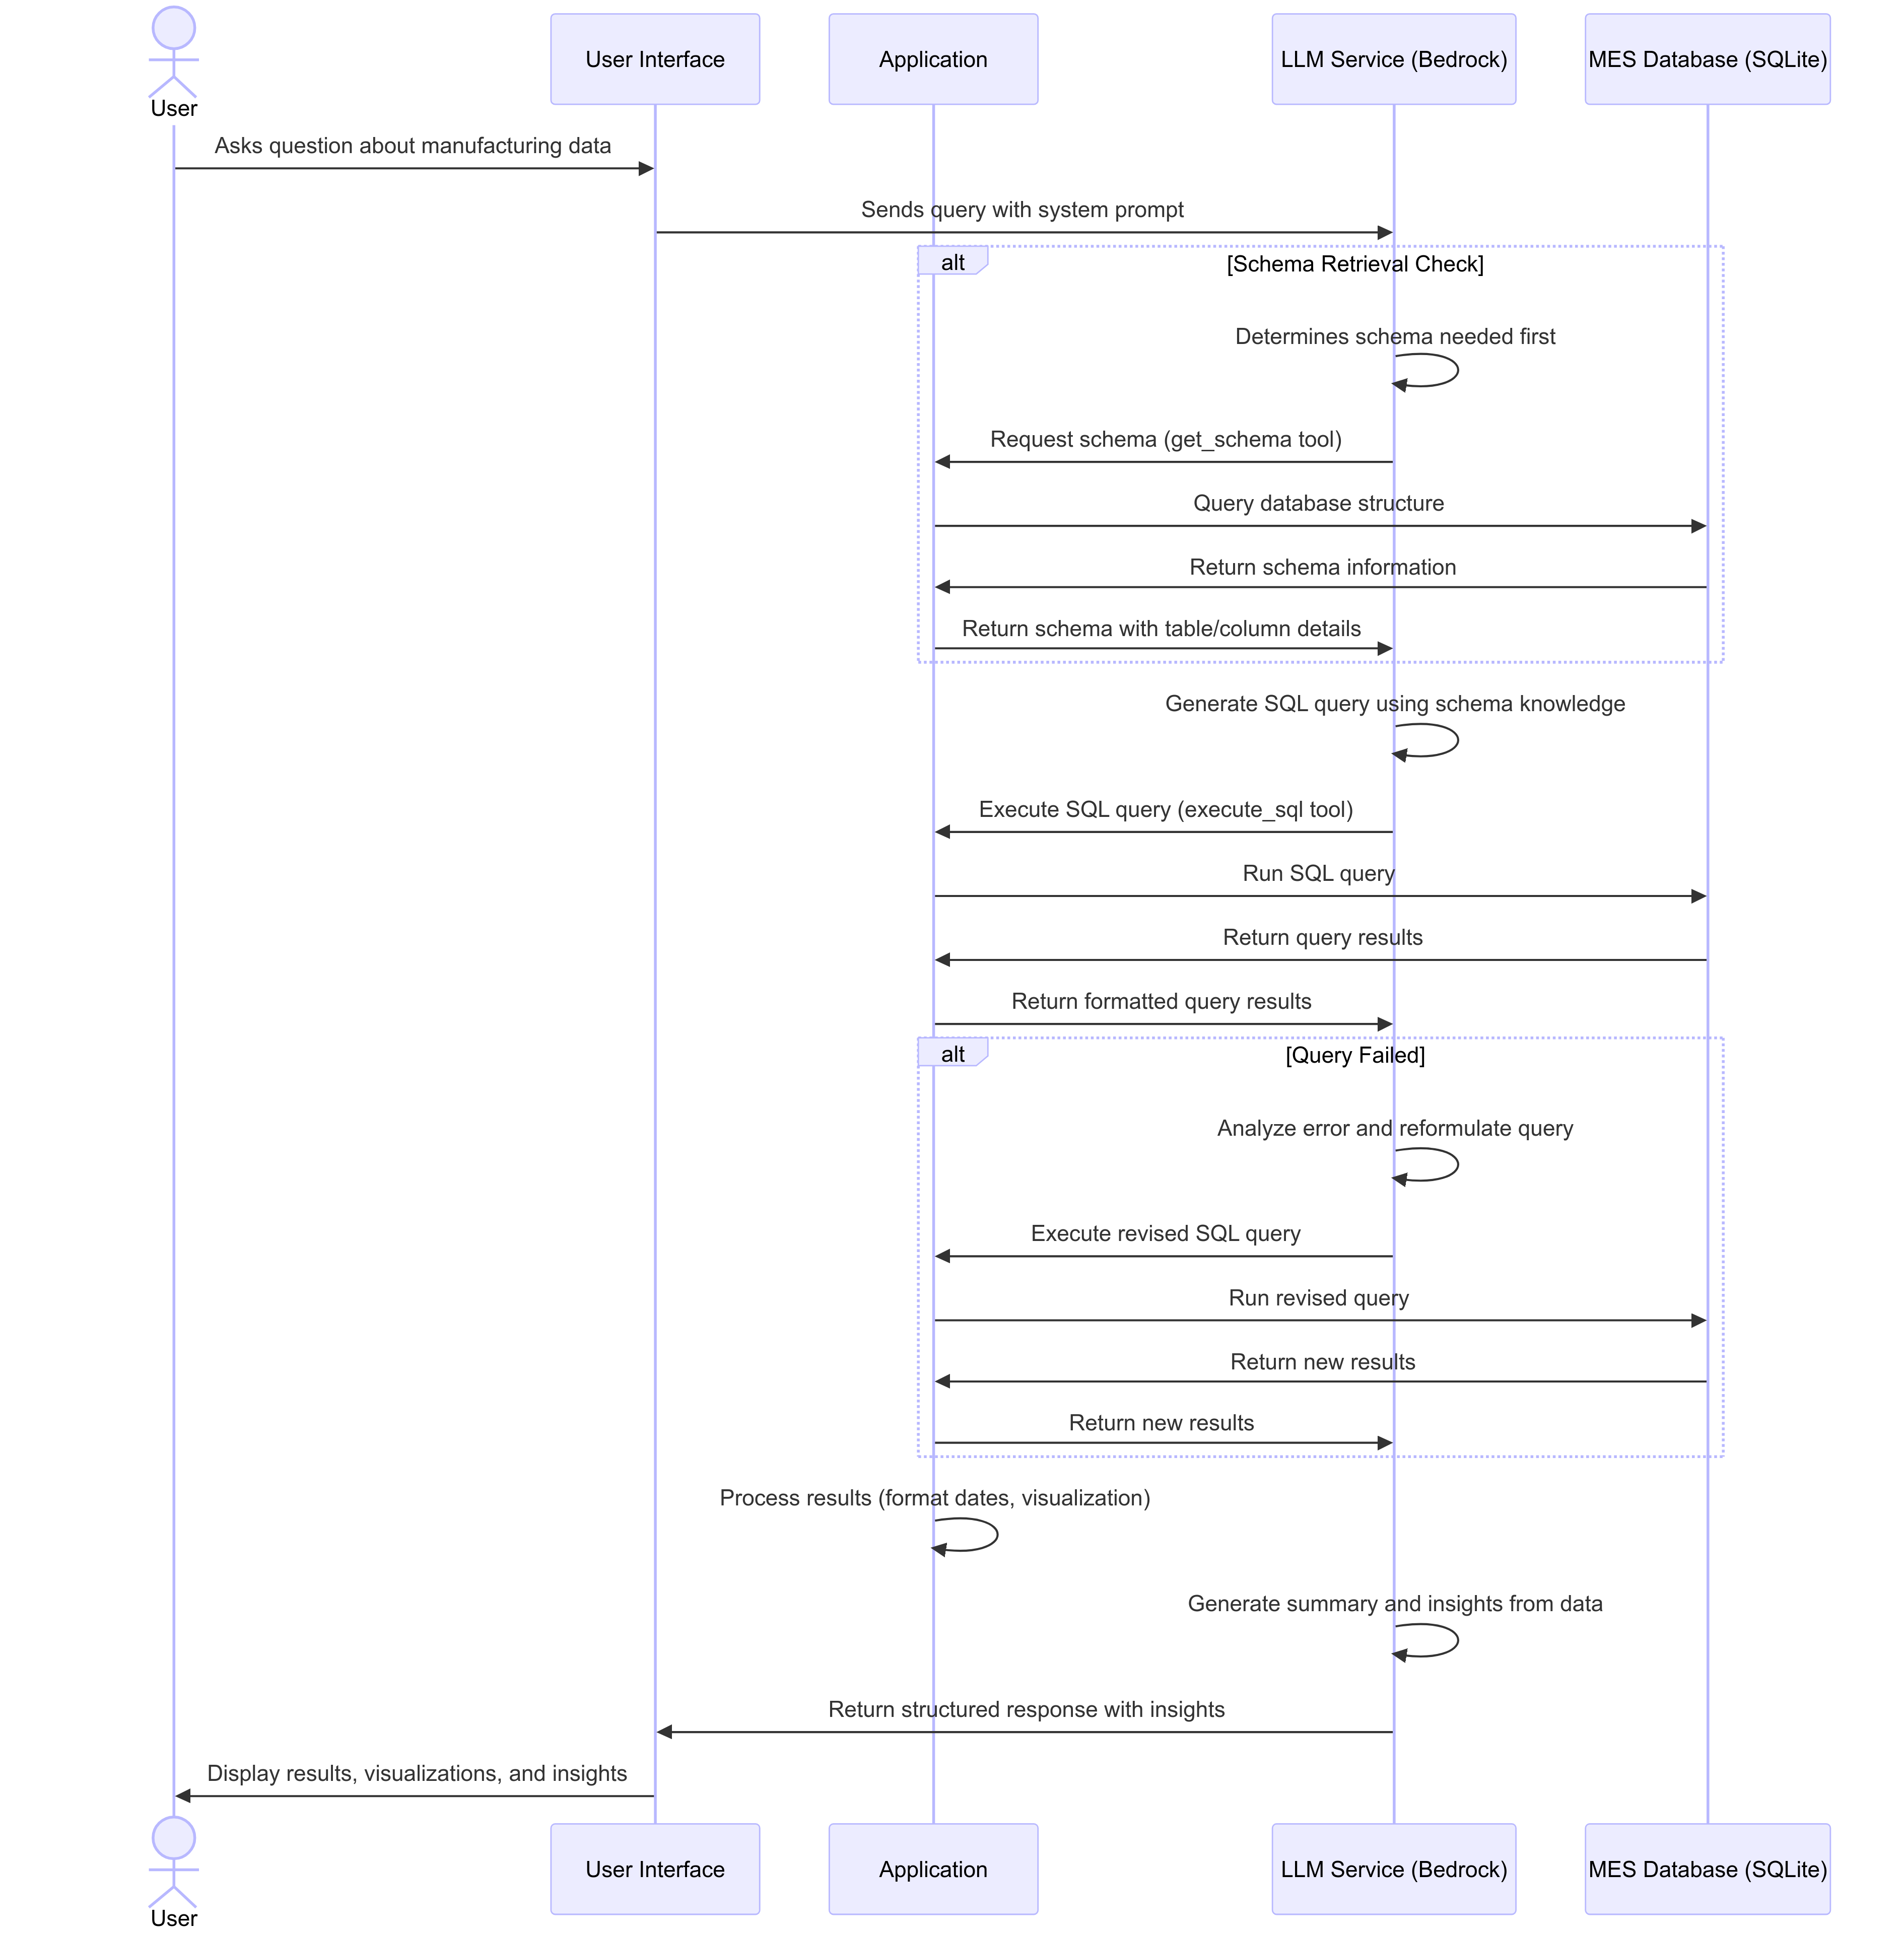 User
User Interface
Application
LLM Service (Bedrock)
MES Database (SQLite)
Asks question about manufacturing data
Sends query with system prompt
alt
[Schema Retrieval Check]
Determines schema needed first
Request schema (get_schema tool)
Query database structure
Return schema information
Return schema with table/column details
Generate SQL query using schema knowledge
Execute SQL query (execute_sql tool)
Run SQL query
Return query results
Return formatted query results
alt
[Query Failed]
Analyze error and reformulate query
Execute revised SQL query
Run revised query
Return new results
Return new results
Process results (format dates, visualization)
Generate summary and insights from data
Return structured response with insights
Display results, visualizations, and insights
User
User Interface
Application
LLM Service (Bedrock)
MES Database (SQLite)